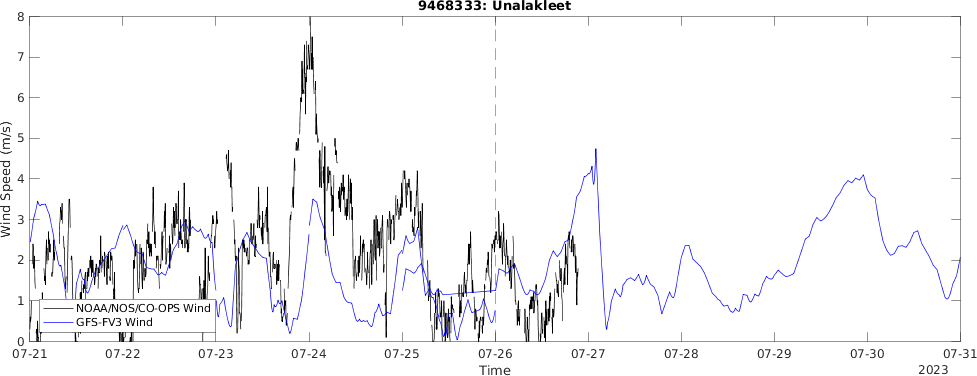 9468333: Unalakleet
Wind Speed (m/s)
8
7
6
5
4
3
2
1
0
NOAA/NOS/CO-OPS Wind
GFS-FV3 Wind
07-21 07-22 07-23 07-24 07-25 07-26 07-27 07-28 07-29 07-30 07-31
Time
2023